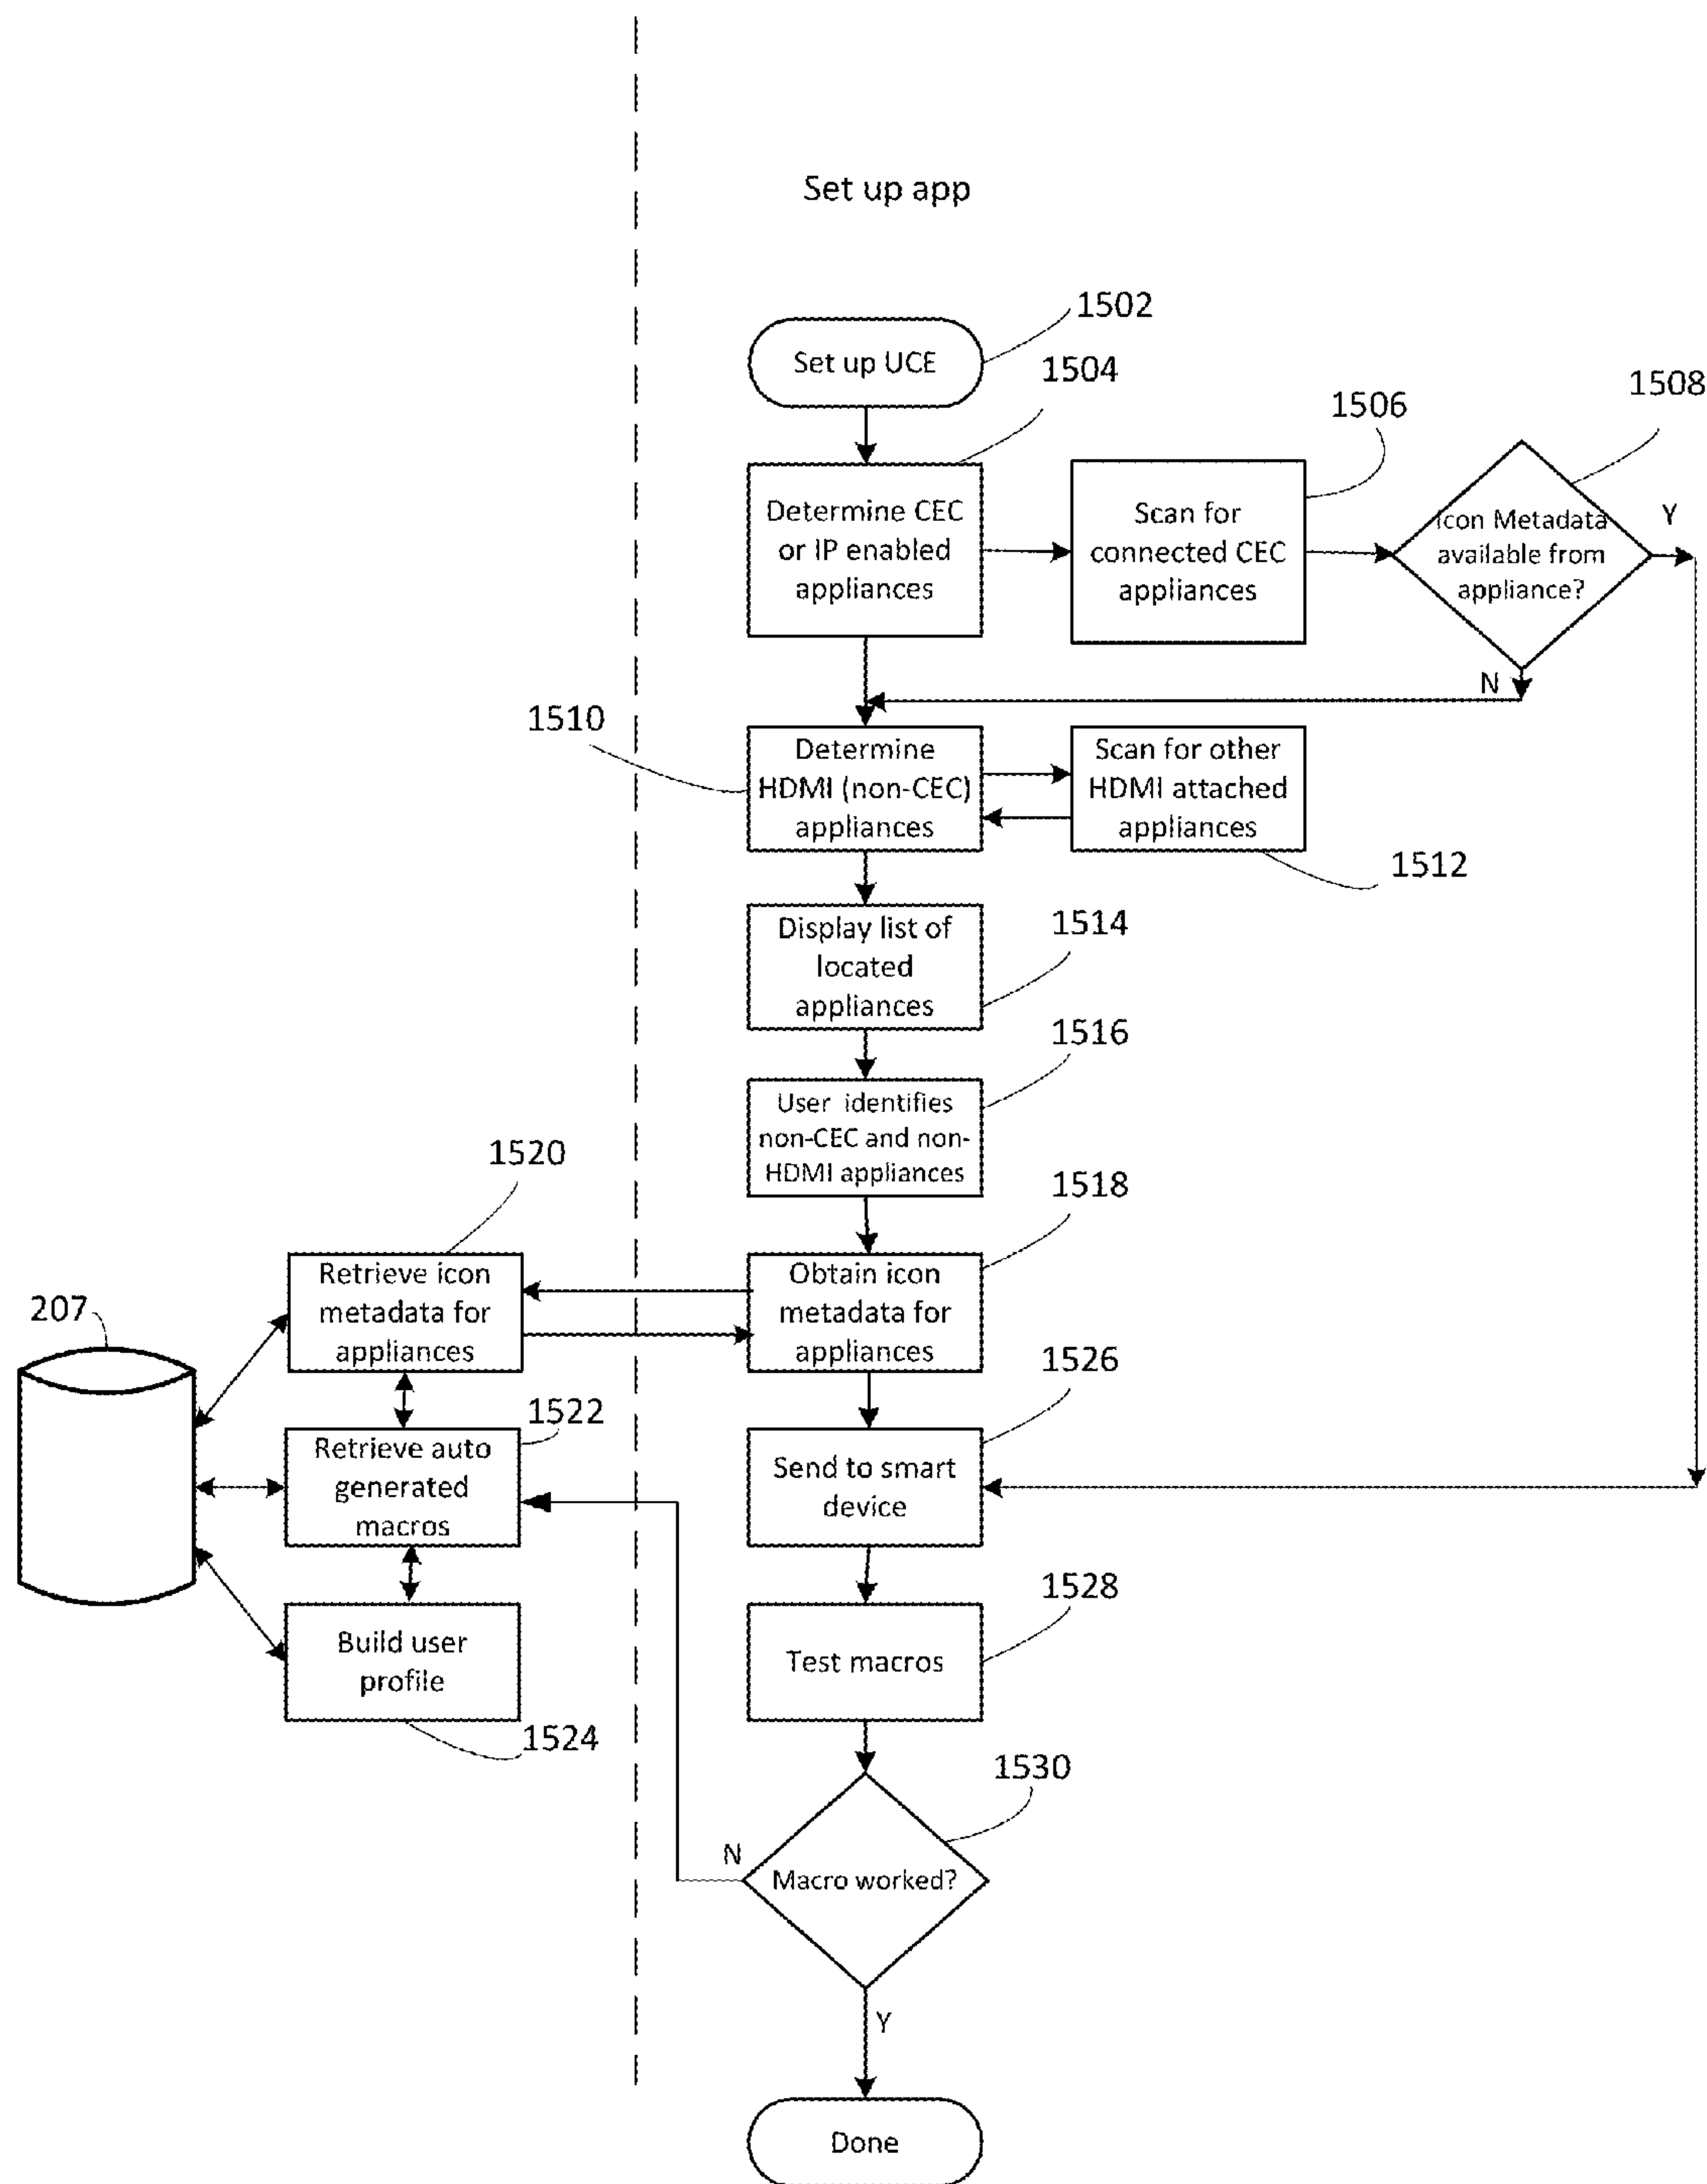 Set up app
1502
Set up UCE
1504
Determine CEC
or IP enabled
appliances
1506
Scan for
connected CEC
appliances
1508
Icon Metadata
available from
appliance?
Y
N
1510
Determine
HDMI (non-CEC)
appliances
Scan for other
HDMI attached
appliances
1512
Display list of
located
appliances
1514
User identifies
non-CEC and non-
HDMI appliances
1516
1518
Obtain icon
metadata for
appliances
1520
Retrieve icon
metadata for
appliances
207
1522
Retrieve auto
generated
macros
1526
Send to smart
device
Build user
profile
1524
1528
Test macros
1530
Macro worked?
N
Y
Done